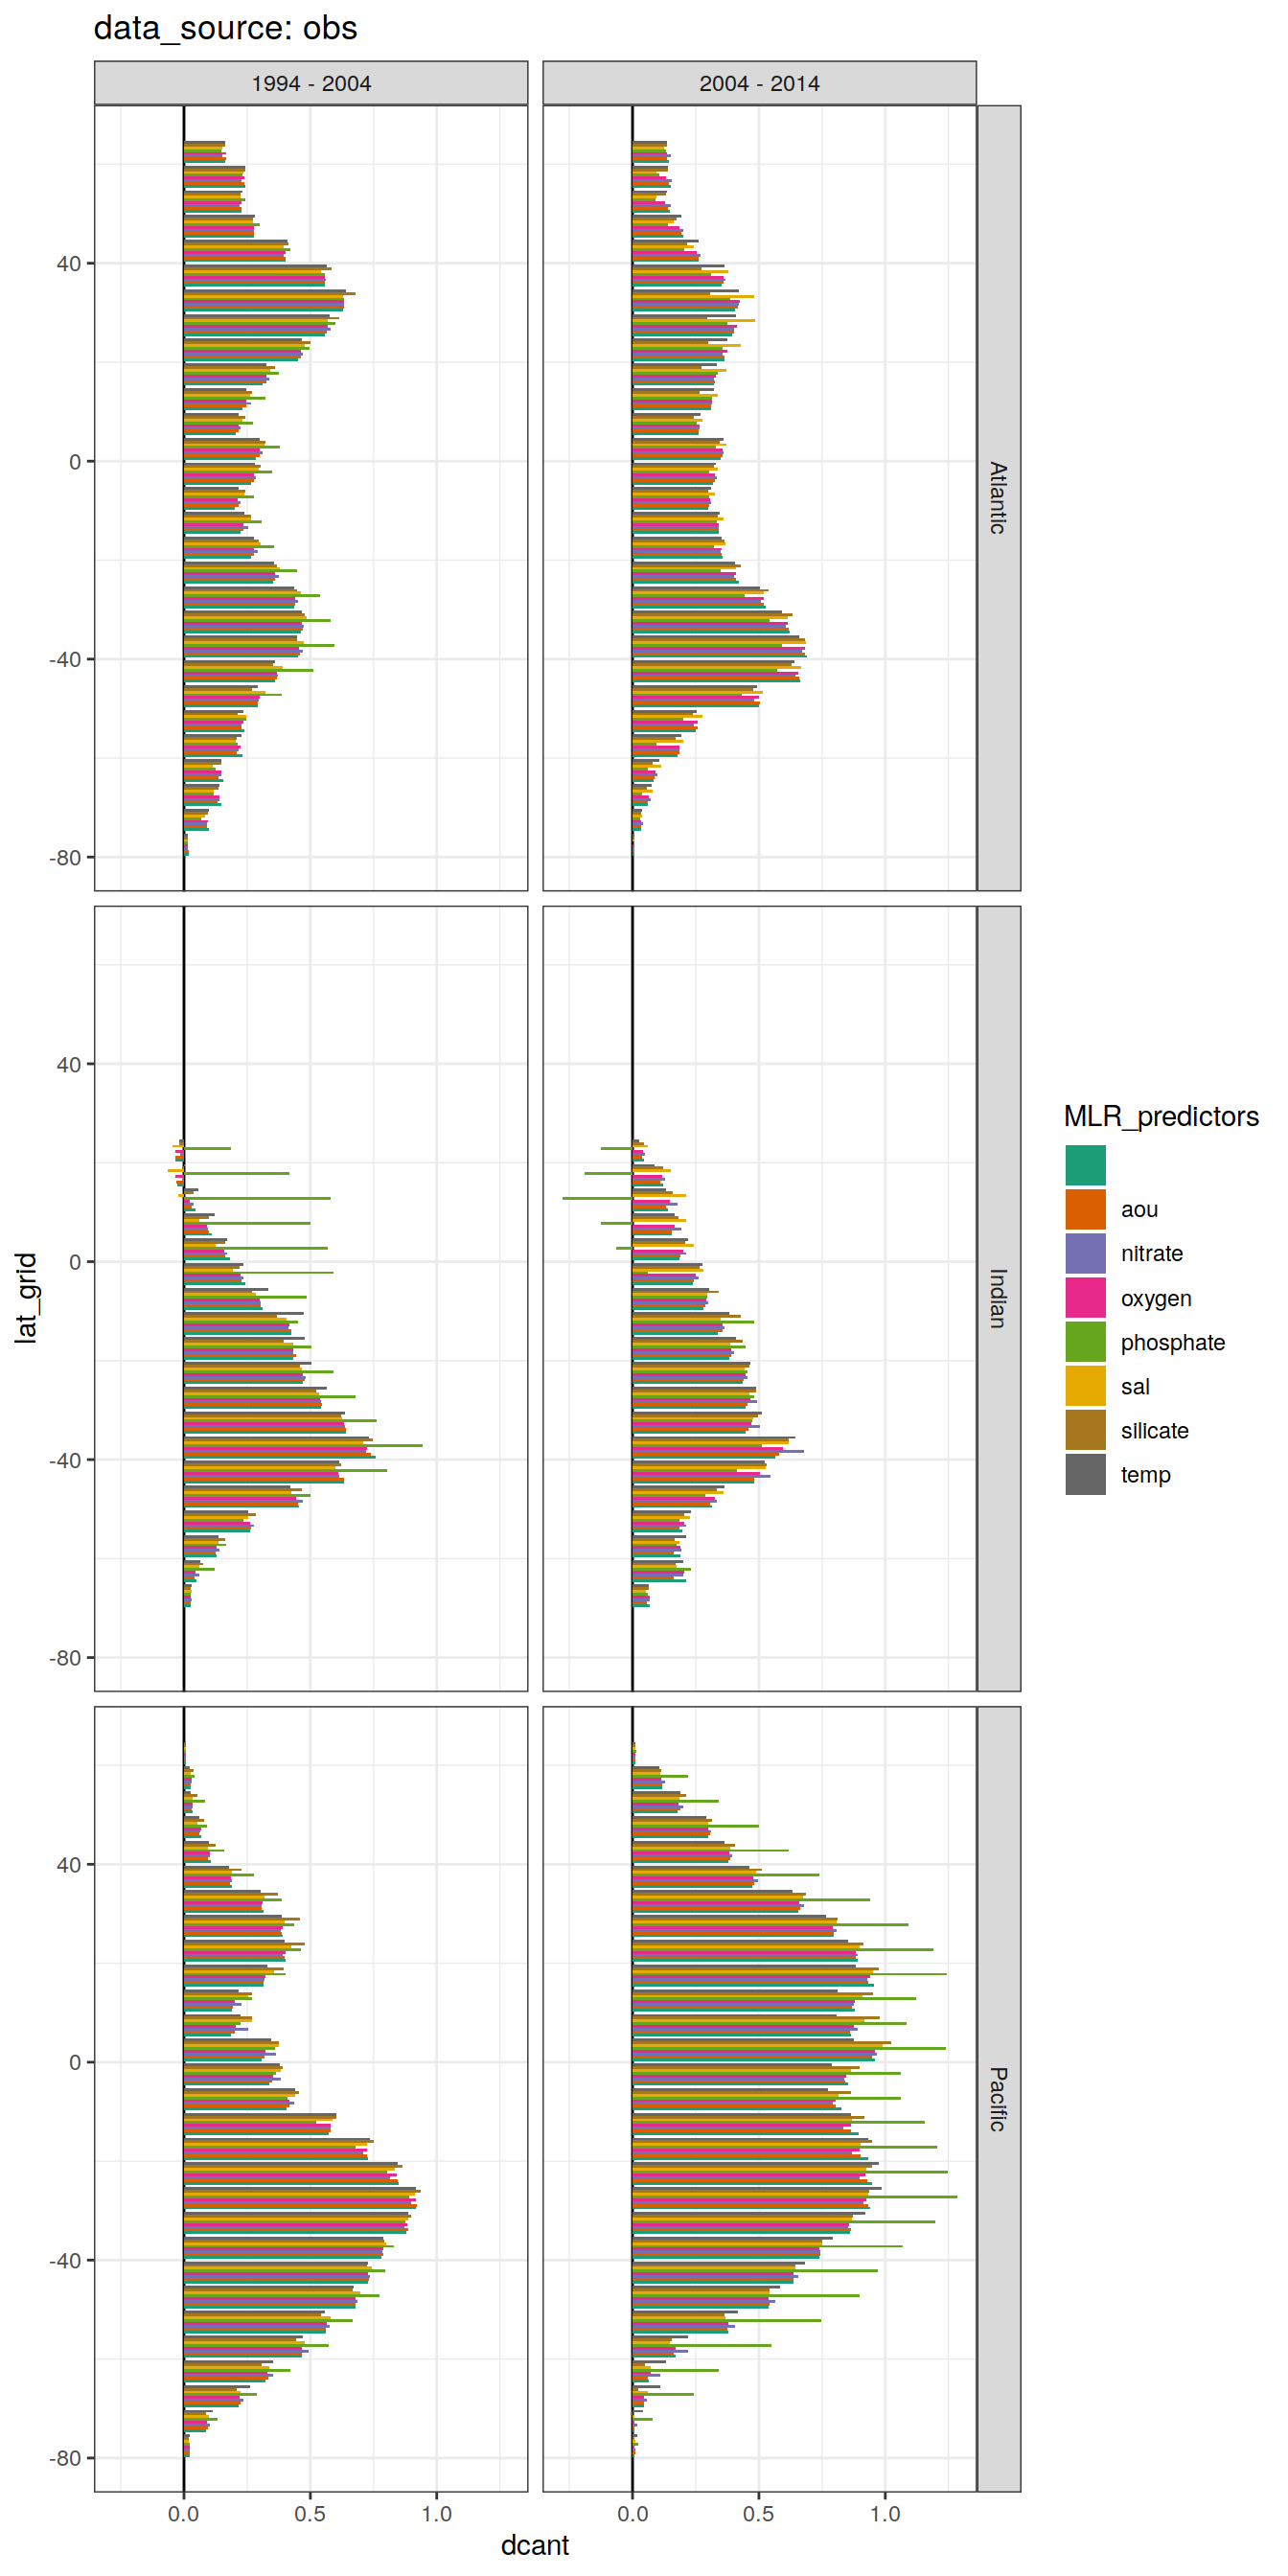 data_source: obs
1994 - 2004
2004 - 2014
40
0
-40
-80
Atlantic
40
0
-40
-80
Indian
lat_grid
MLR_predictors
aou
nitrate
oxygen
phosphate
sal
silicate
temp
40
0
-40
-80
Pacific
0.0
0.5
1.0
0.0
0.5
1.0
dcant